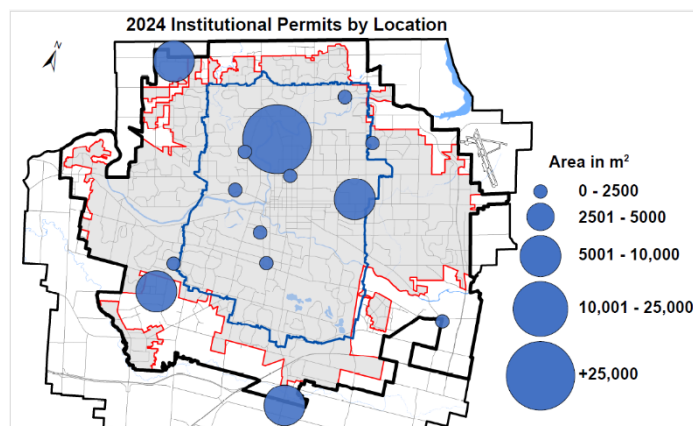 2024 Institutional Permits by Location
N
Area in m²
0 - 2500
2501 - 5000
5001 - 10,000
10,001 - 25,000
+25,000